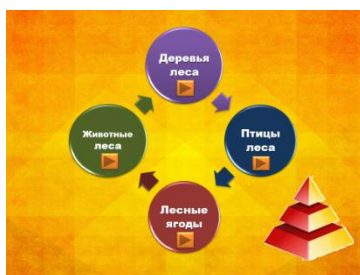 Деревья
леса
Птицы
леса
Лесные
ягоды
Животные
леса